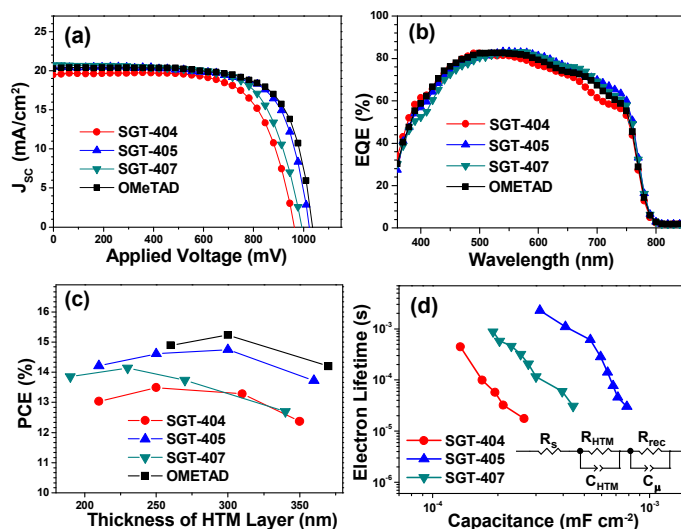 (a)
J_SC (mA/cm²)
25
20
15
10
5
0
SGT-404
SGT-405
SGT-407
OMeTAD
0 200 400 600 800 1000
Applied Voltage (mV)
(b)
EQE (%)
100
80
60
40
20
0
SGT-404
SGT-405
SGT-407
OMETAD
400 500 600 700 800
Wavelength (nm)
(c)
PCE (%)
16
15
14
13
12
11
10
9
8
SGT-404
SGT-405
SGT-407
OMETAD
200 250 300 350
Thickness of HTM Layer (nm)
(d)
Electron Lifetime (s)
10⁻³
10⁻⁴
10⁻⁵
10⁻⁶
SGT-404
SGT-405
SGT-407
R_s R_HTM R_rec
C_HTM C_μ
10⁻⁴ 10⁻³
Capacitance (mF cm⁻²)